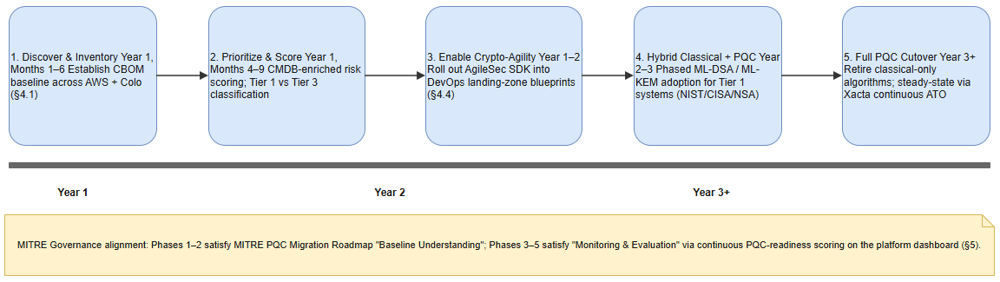 1. Discover & Inventory Year 1,
Months 1–6 Establish CBOM
baseline across AWS + Colo
(§4.1)
2. Prioritize & Score Year 1,
Months 4–9 CMDB-enriched risk
scoring; Tier 1 vs Tier 3
classification
3. Enable Crypto-Agility Year 1–2
Roll out AgileSec SDK into
DevOps landing-zone blueprints
(§4.4)
4. Hybrid Classical + PQC Year
2–3 Phased ML-DSA / ML-
KEM adoption for Tier 1
systems (NIST/CISA/NSA)
5. Full PQC Cutover Year 3+
Retire classical-only
algorithms; steady-state via
Xacta continuous ATO
Year 1
Year 2
Year 3+
MITRE Governance alignment: Phases 1–2 satisfy MITRE PQC Migration Roadmap "Baseline Understanding"; Phases 3–5 satisfy "Monitoring & Evaluation" via continuous PQC-readiness scoring on the platform dashboard (§5).